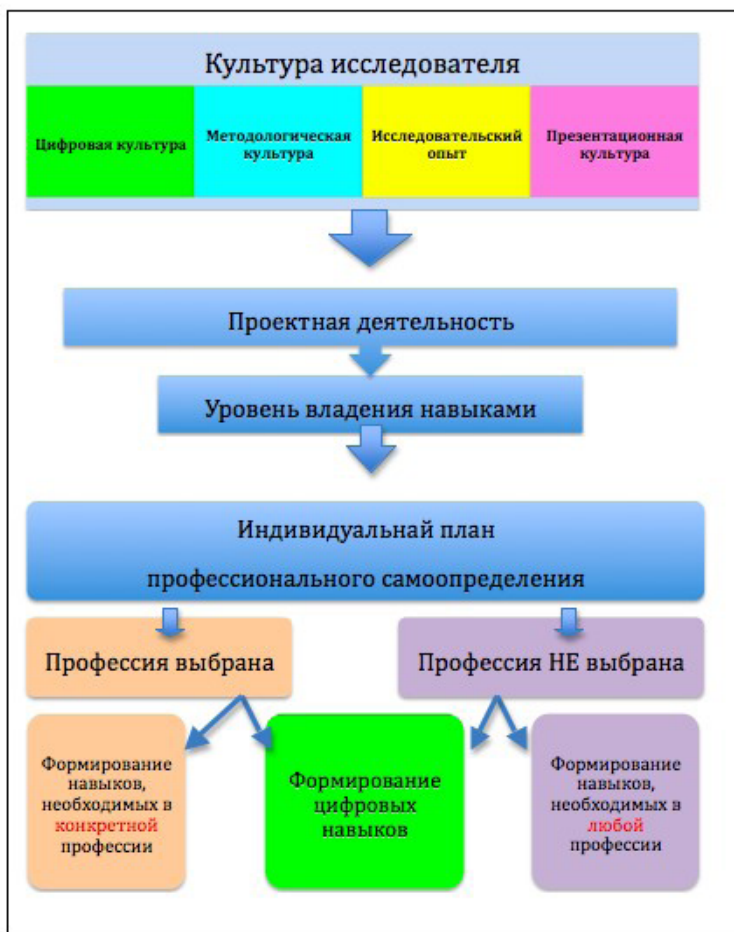 Культура исследователя
Цифровая культура
Методологическая
культура
Исследовательский
опыт
Презентационная
культура
Проектная деятельность
Уровень владения навыками
Индивидуальнай план
профессионального самоопределения
Профессия выбрана
Профессия НЕ выбрана
Формирование
навыков,
необходимых в
конкретной
профессии
Формирование
цифровых
навыков
Формирование
навыков,
необходимых в
любой
профессии